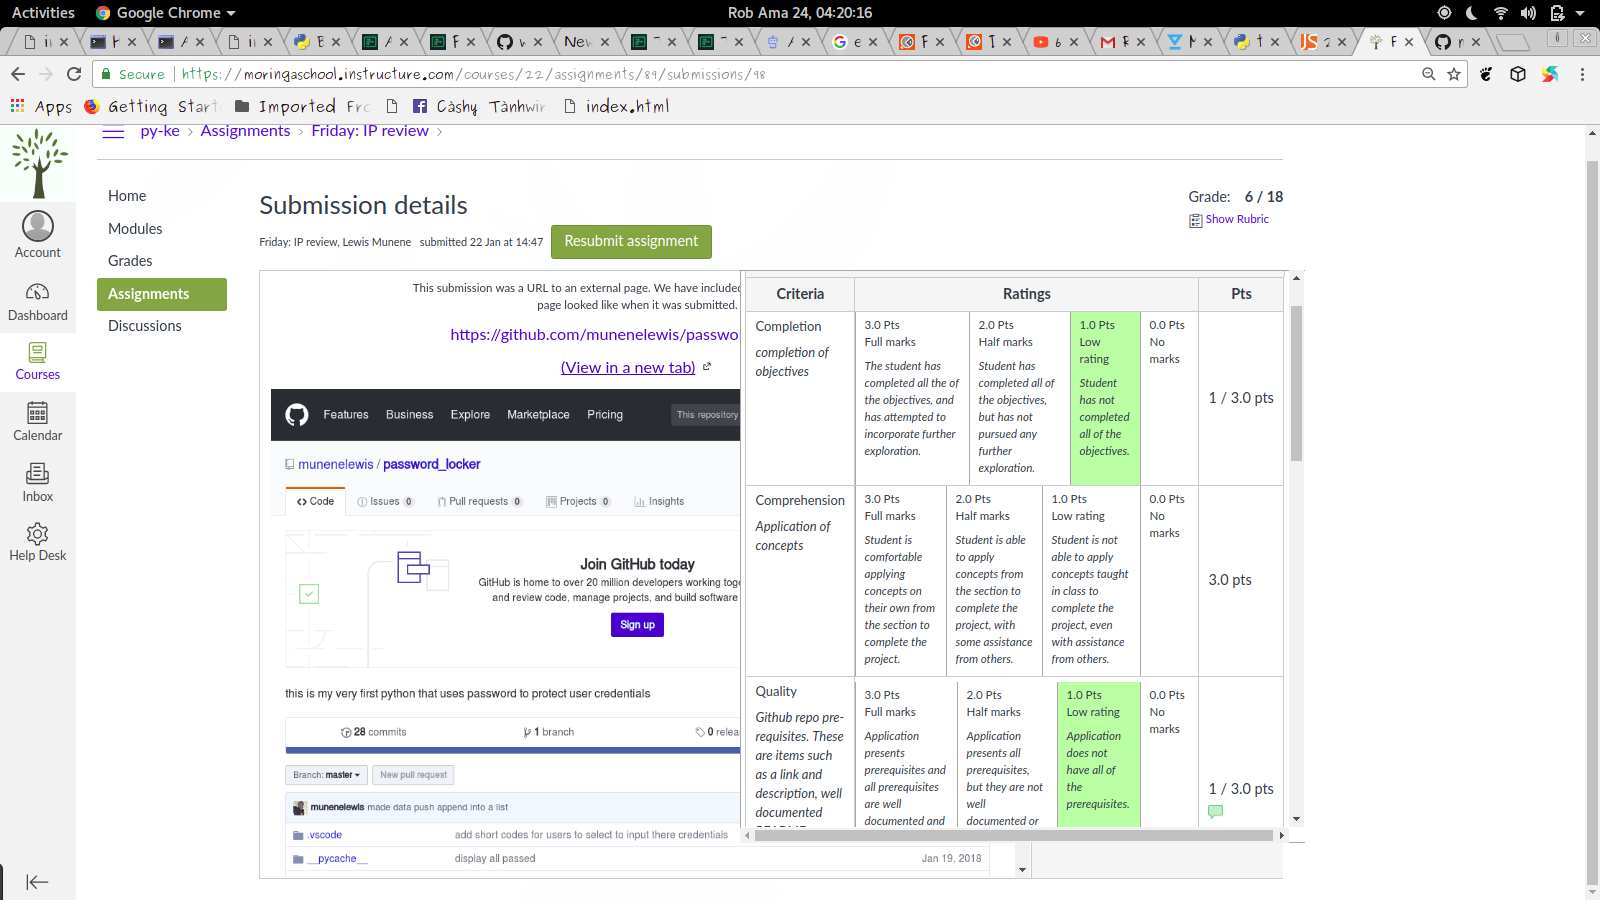 Activities
Google Chrome
Rob Ama 24, 04:20:16
Secure
https://moringaschool.instructure.com/courses/22/assignments/89/submissions/98
Apps
Getting Start
Imported Fro
Càshy Tànhwir
index.html
py-ke > Assignments > Friday: IP review >
Account
Dashboard
Courses
Calendar
Inbox
Help Desk
Home
Modules
Grades
Assignments
Discussions
Submission details
Friday: IP review, Lewis Munene submitted 22 Jan at 14:47
Resubmit assignment
Grade: 6 / 18
Show Rubric
This submission was a URL to an external page. We have included
page looked like when it was submitted.
https://github.com/munenelewis/passwo
(View in a new tab)
Features Business Explore Marketplace Pricing
This repository
munenelewis / password_locker
Code
Issues 0
Pull requests 0
Projects 0
Insights
Join GitHub today
GitHub is home to over 20 million developers working toge
and review code, manage projects, and build software
Sign up
this is my very first python that uses password to protect user credentials
28 commits
1 branch
0 relea
Branch: master
New pull request
munenelewis made data push append into a list
.vscode
add short codes for users to select to input there credentials
__pycache__
display all passed
Jan 19, 2018
Criteria
Ratings
Pts
Completion
completion of
objectives
3.0 Pts
Full marks
The student has
completed all the of
the objectives, and
has attempted to
incorporate further
exploration.
2.0 Pts
Half marks
Student has
completed all of
the objectives,
but has not
pursued any
further
exploration.
1.0 Pts
Low
rating
Student
has not
completed
all of the
objectives.
0.0 Pts
No
marks
1 / 3.0 pts
Comprehension
Application of
concepts
3.0 Pts
Full marks
Student is
comfortable
applying
concepts on
their own from
the section to
complete the
project.
2.0 Pts
Half marks
Student is able
to apply
concepts from
the section to
complete the
project, with
some assistance
from others.
1.0 Pts
Low rating
Student is not
able to apply
concepts taught
in class to
complete the
project, even
with assistance
from others.
0.0 Pts
No
marks
3.0 pts
Quality
Github repo pre-
requisites. These
are items such
as a link and
description, well
documented
3.0 Pts
Full marks
Application
presents
prerequisites and
all prerequisites
are well
documented and
2.0 Pts
Half marks
Application
presents all
prerequisites,
but they are not
well
documented or
1.0 Pts
Low rating
Application
does not
have all of
the
prerequisites.
0.0 Pts
No
marks
1 / 3.0 pts